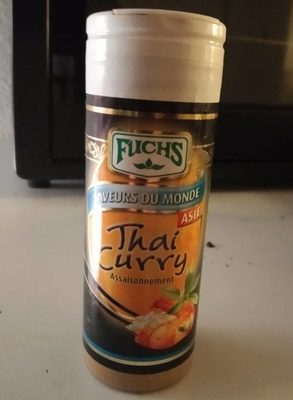 FUCHS
SAVEURS DU MONDE
ASIE
Thai
Curry
Assaisonnement